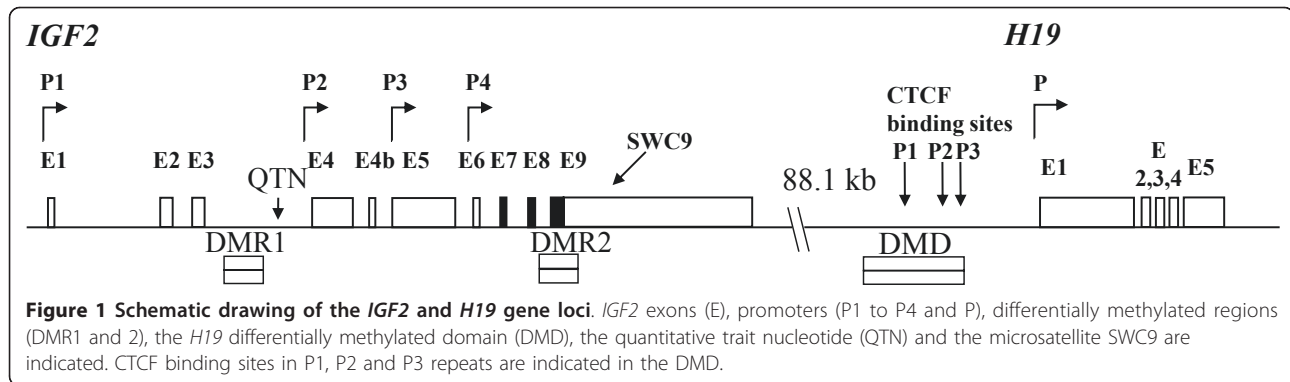 IGF2 H19
P1 P2 P3 P4 CTCF P
binding sites
SWC9 P1 P2 P3
E1 E2 E3 QTN E4 E4b E5 E6 E7 E8 E9 88.1 kb E1 E E5
2,3,4
DMR1 DMR2 DMD
Figure 1 Schematic drawing of the IGF2 and H19 gene loci. IGF2 exons (E), promoters (P1 to P4 and P), differentially methylated regions
(DMR1 and 2), the H19 differentially methylated domain (DMD), the quantitative trait nucleotide (QTN) and the microsatellite SWC9 are
indicated. CTCF binding sites in P1, P2 and P3 repeats are indicated in the DMD.